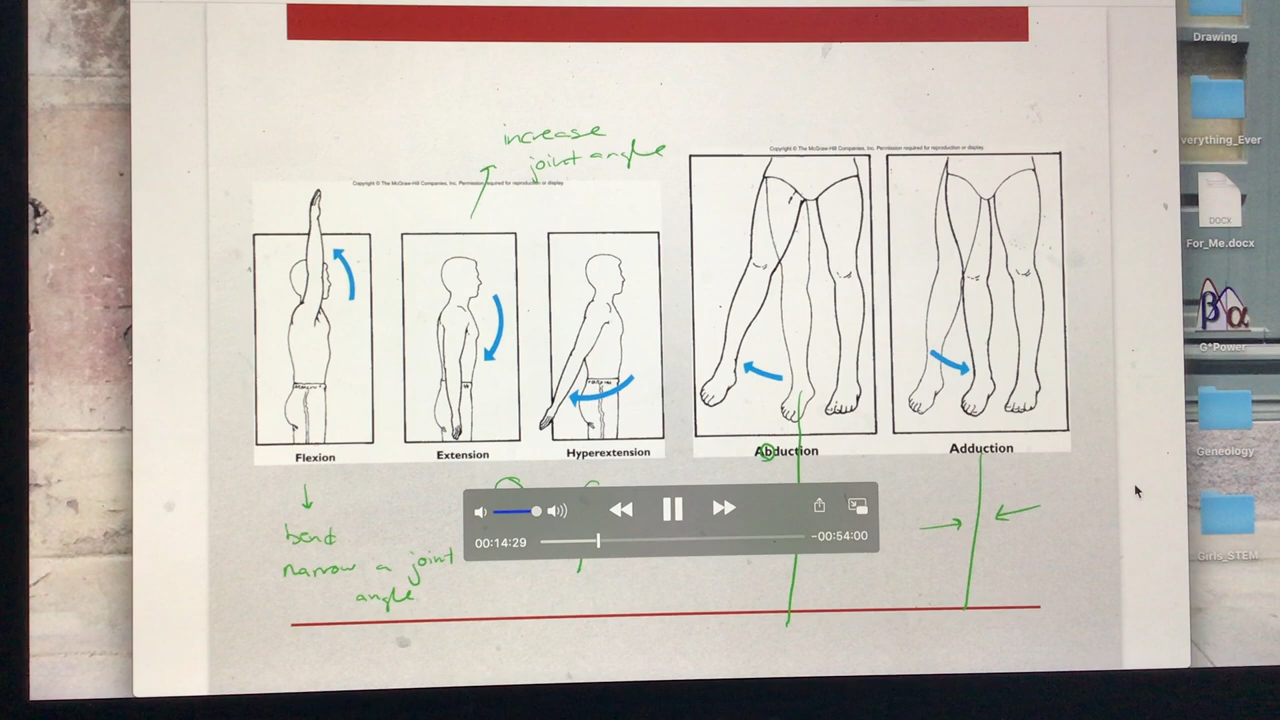 increase
joint angle
Copyright © The McGraw-Hill Companies, Inc. Permission required for reproduction or display
Copyright © The McGraw-Hill Companies, Inc. Permission required for reproduction or display
Flexion
Extension
Hyperextension
Abduction
Adduction
bend
narrow a joint
angle
00:14:29
-00:54:00
Drawing
verything_Ever
DOCX
For_Me.docx
β α
G*Power
Geneology
Girls_STEM